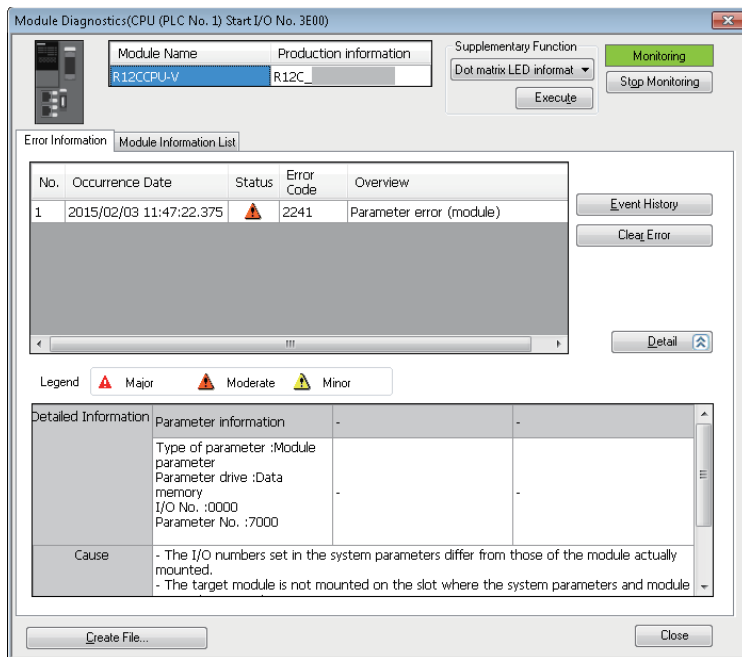 Module Diagnostics(CPU (PLC No. 1) Start I/O No. 3E00)
Module Name Production information
R12CCPU-V R12C_
Supplementary Function
Dot matrix LED informat
Execute
Monitoring
Stop Monitoring
Error Information Module Information List
No. Occurrence Date Status Error Code Overview
1 2015/02/03 11:47:22.375 2241 Parameter error (module)
Event History
Clear Error
Detail
Legend Major Moderate Minor
Detailed Information Parameter information - -
Type of parameter :Module
parameter
Parameter drive :Data
memory
I/O No. :0000
Parameter No. :7000
- -
Cause - The I/O numbers set in the system parameters differ from those of the module actually
mounted.
- The target module is not mounted on the slot where the system parameters and module
Create File...
Close